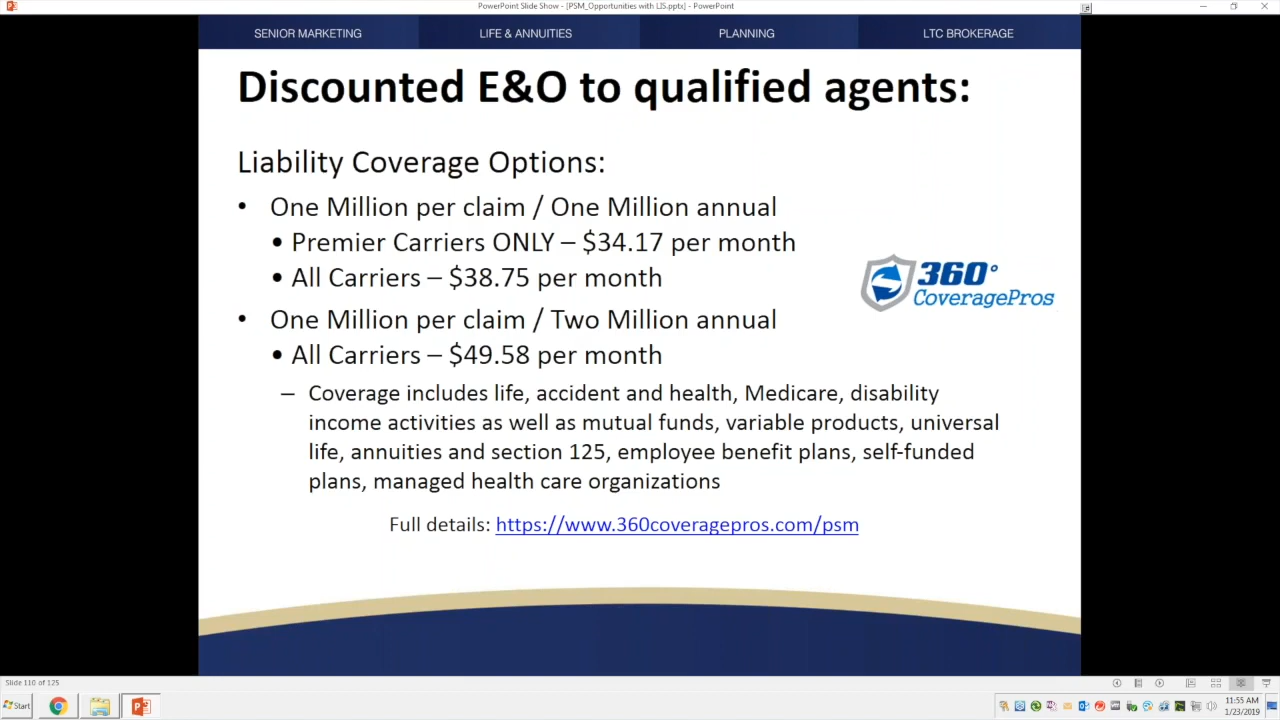 PowerPoint Slide Show - [PSM_Opportunities with LIS.pptx] - PowerPoint
SENIOR MARKETING
LIFE & ANNUITIES
PLANNING
LTC BROKERAGE
Discounted E&O to qualified agents:
Liability Coverage Options:
• One Million per claim / One Million annual
• Premier Carriers ONLY – $34.17 per month
• All Carriers – $38.75 per month
360°
CoveragePros
• One Million per claim / Two Million annual
• All Carriers – $49.58 per month
– Coverage includes life, accident and health, Medicare, disability
income activities as well as mutual funds, variable products, universal
life, annuities and section 125, employee benefit plans, self-funded
plans, managed health care organizations
Full details: https://www.360coveragepros.com/psm
Slide 110 of 125
Start
11:55 AM
1/23/2019